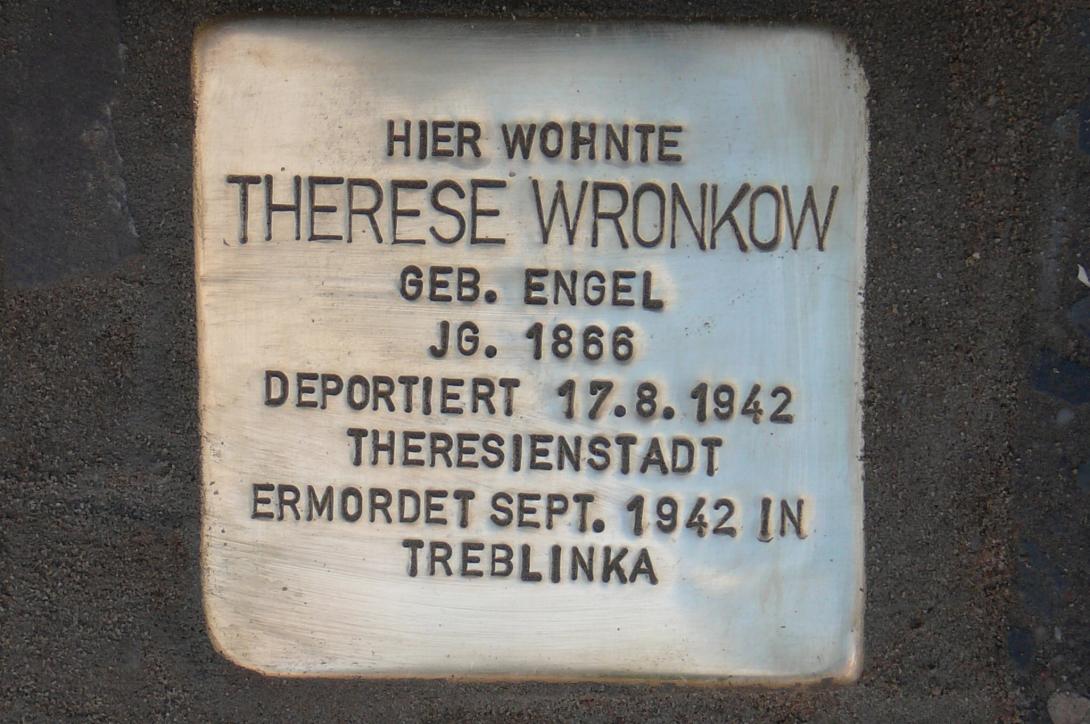 HIER WOHNTE
THERESE WRONKOW
GEB. ENGEL
JG. 1866
DEPORTIERT 17.8.1942
THERESIENSTADT
ERMORDET SEPT. 1942 IN
TREBLINKA